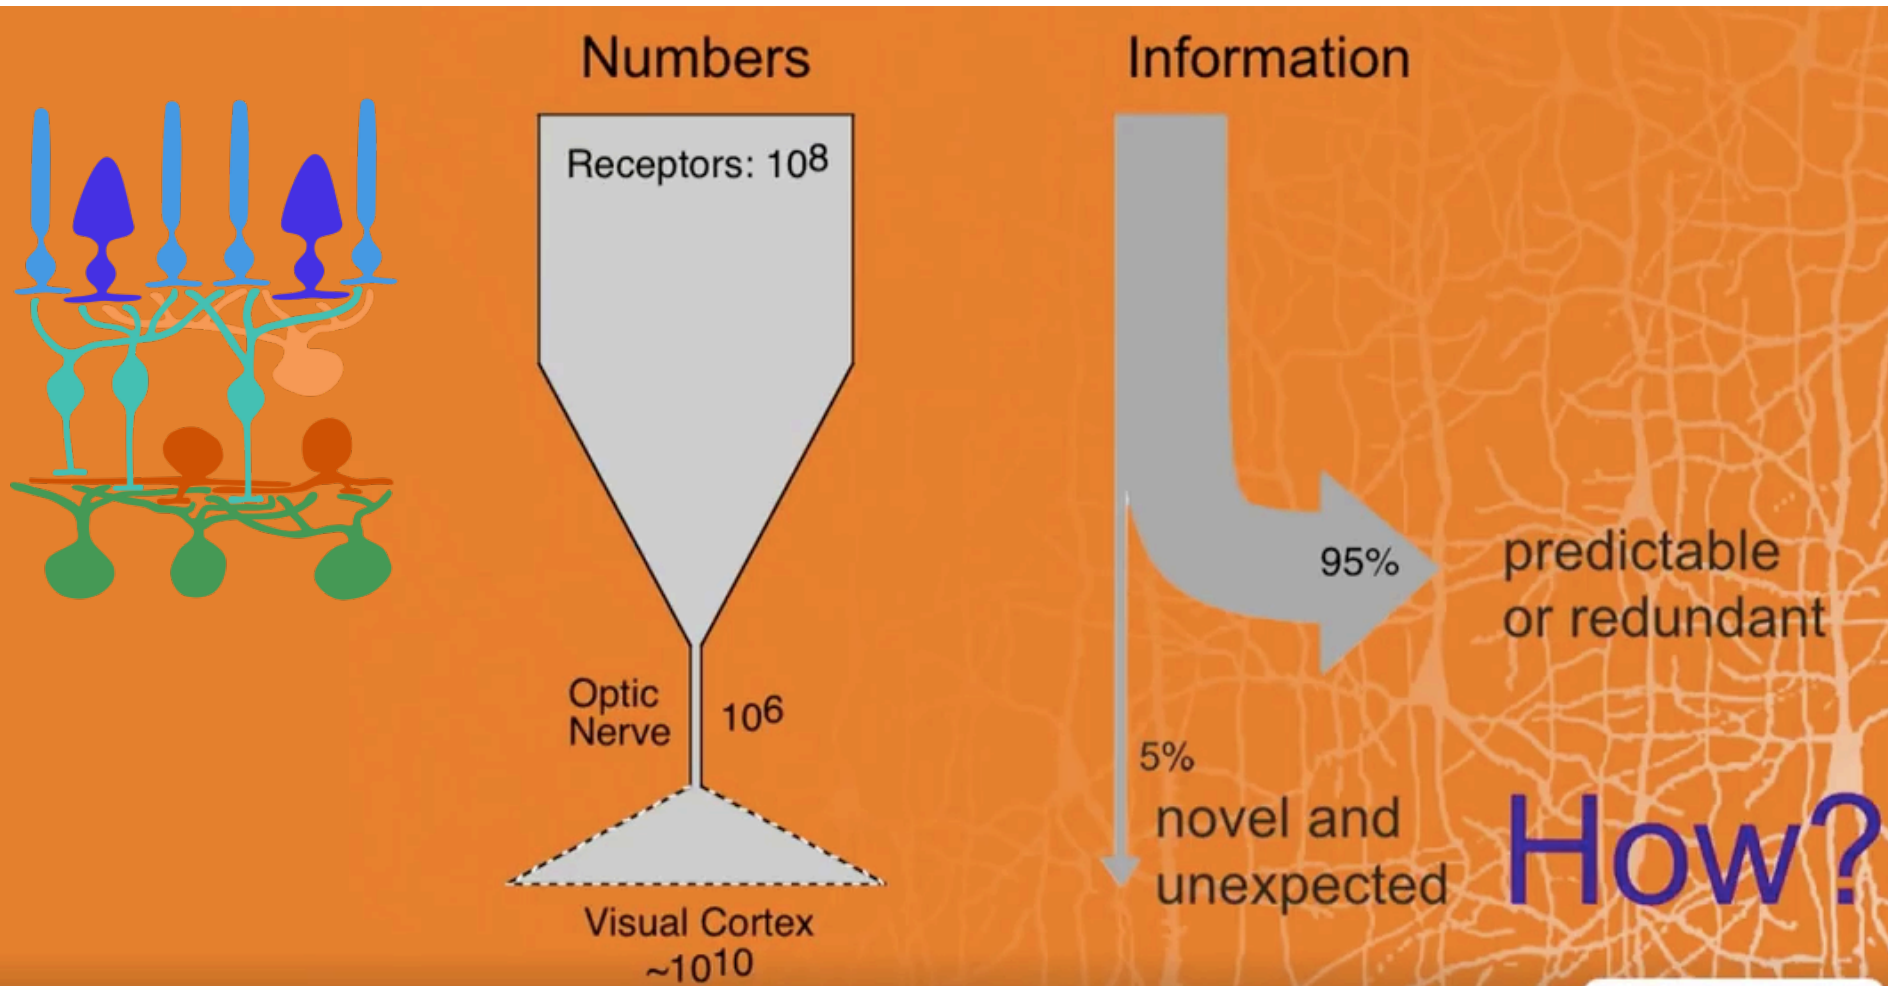 Numbers
Receptors: 10⁸
Optic
Nerve
10⁶
Visual Cortex
~10¹⁰
Information
95%
predictable
or redundant
5%
novel and
unexpected
How?